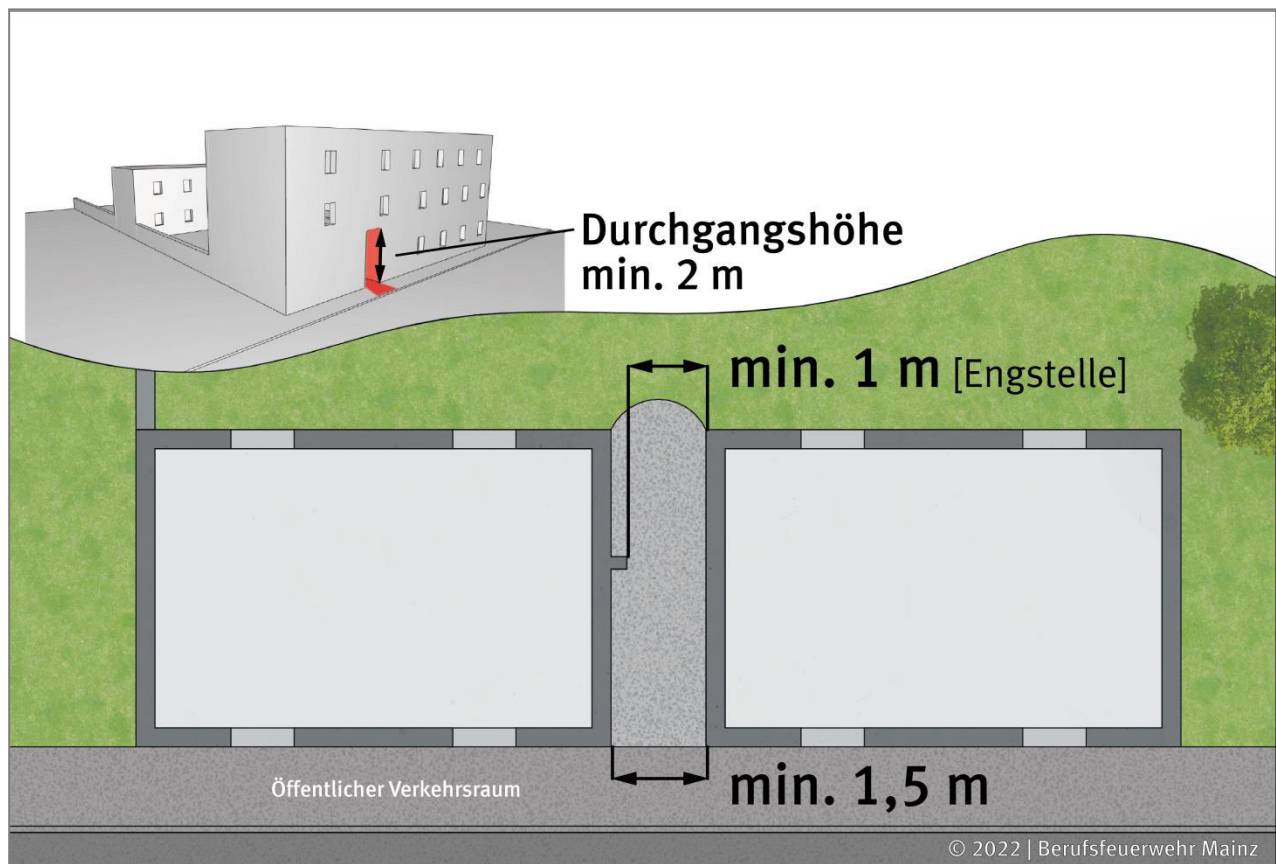 Durchgangshöhe
min. 2 m
min. 1 m [Engstelle]
min. 1,5 m
Öffentlicher Verkehrsraum
© 2022 | Berufsfeuerwehr Mainz